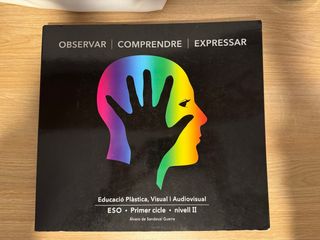 OBSERVAR | COMPRENDRE | EXPRESSAR
Educació Plàstica, Visual i Audiovisual
ESO • Primer cicle • nivell II
Álvaro de Sandoval Guerra